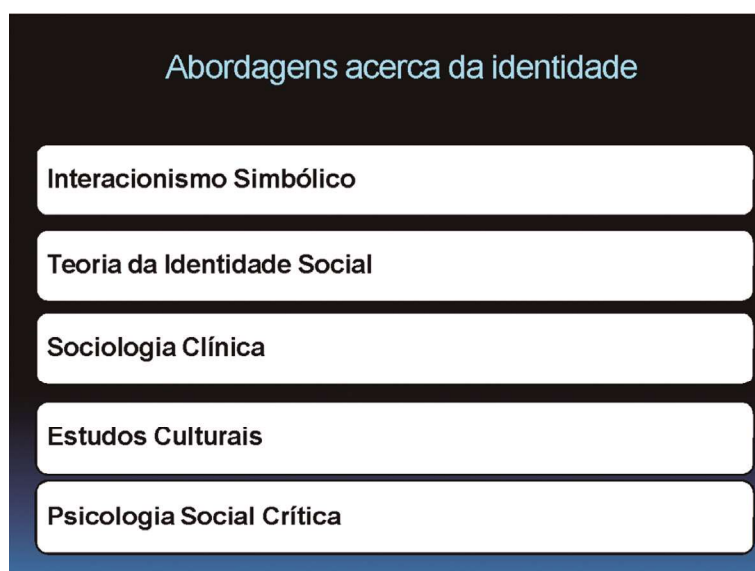 Abordagens acerca da identidade
Interacionismo Simbólico
Teoria da Identidade Social
Sociologia Clínica
Estudos Culturais
Psicologia Social Crítica